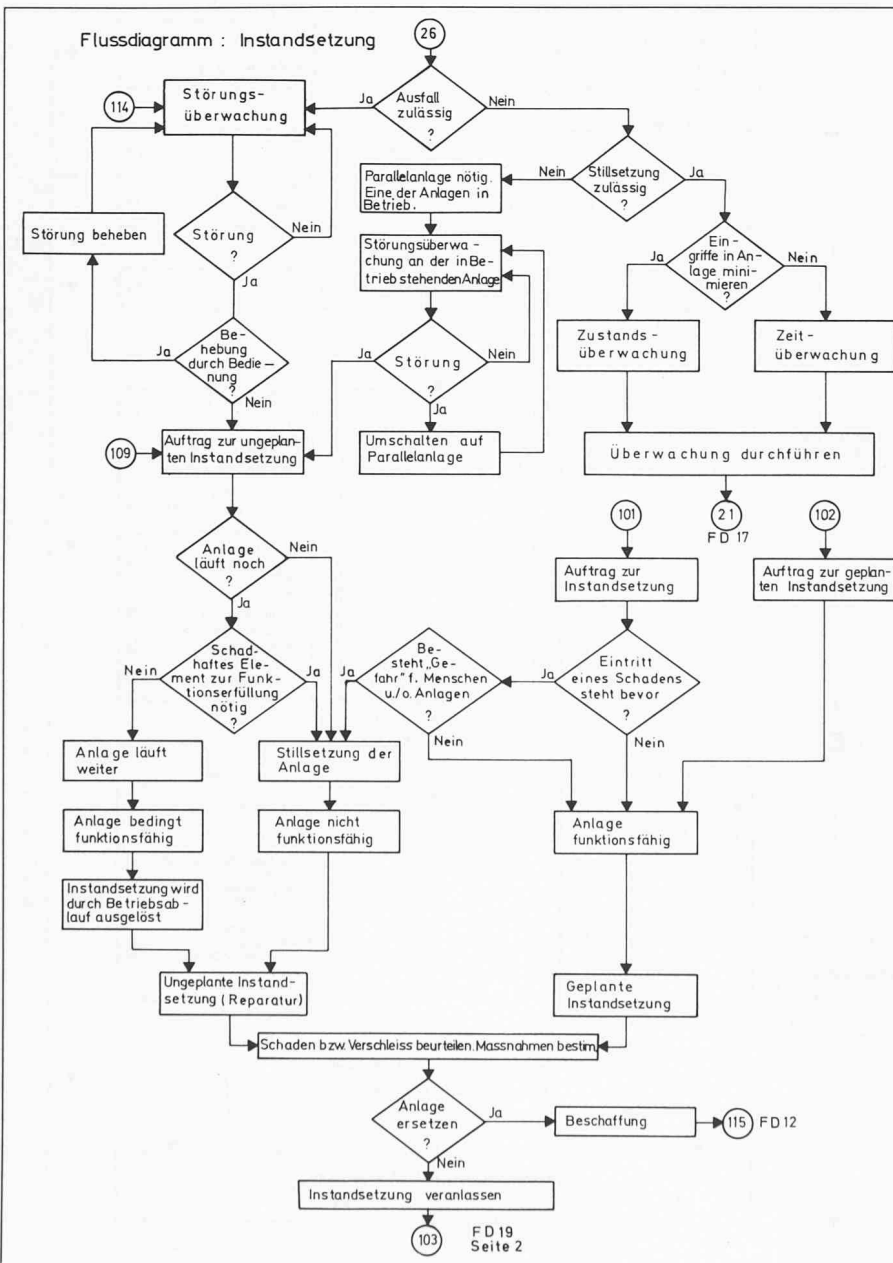 Flussdiagramm : Instandsetzung
26
114
Störungs-
überwachung
Ja
Ausfall
zulässig
?
Nein
Parallelanlage nötig.
Eine der Anlagen in
Betrieb.
Nein
Stillsetzung
zulässig
?
Ja
Störung beheben
Störung
?
Nein
Ja
Störungsüberwa-
chung an der in Be-
trieb stehenden Anlage
Ja
Ein-
griffe in An-
lage mini-
mieren
?
Nein
Ja
Be-
hebung
durch Bedie-
nung
?
Nein
Ja
Störung
?
Nein
Ja
Zustands-
überwachung
Zeit-
überwachung
109
Auftrag zur ungeplan-
ten Instandsetzung
Umschalten auf
Parallelanlage
Überwachung durchführen
101
21
FD 17
102
Anlage
läuft noch
?
Nein
Ja
Auftrag zur
Instandsetzung
Auftrag zur geplan-
ten Instandsetzung
Nein
Schad-
haftes Ele-
ment zur Funk-
tionserfüllung
nötig
?
Ja
Ja
Be-
steht „Ge-
fahr" f. Menschen
u./o. Anlagen
?
Nein
Ja
Eintritt
eines Schadens
steht bevor
?
Nein
Anlage läuft
weiter
Stillsetzung der
Anlage
Anlage bedingt
funktionsfähig
Anlage nicht
funktionsfähig
Anlage
funktionsfähig
Instandsetzung wird
durch Betriebsab-
lauf ausgelöst
Ungeplante Instand-
setzung (Reparatur)
Geplante
Instandsetzung
Schaden bzw. Verschleiss beurteilen. Massnahmen bestim.
Anlage
ersetzen
?
Ja
Beschaffung
115
FD 12
Nein
Instandsetzung veranlassen
103
FD 19
Seite 2